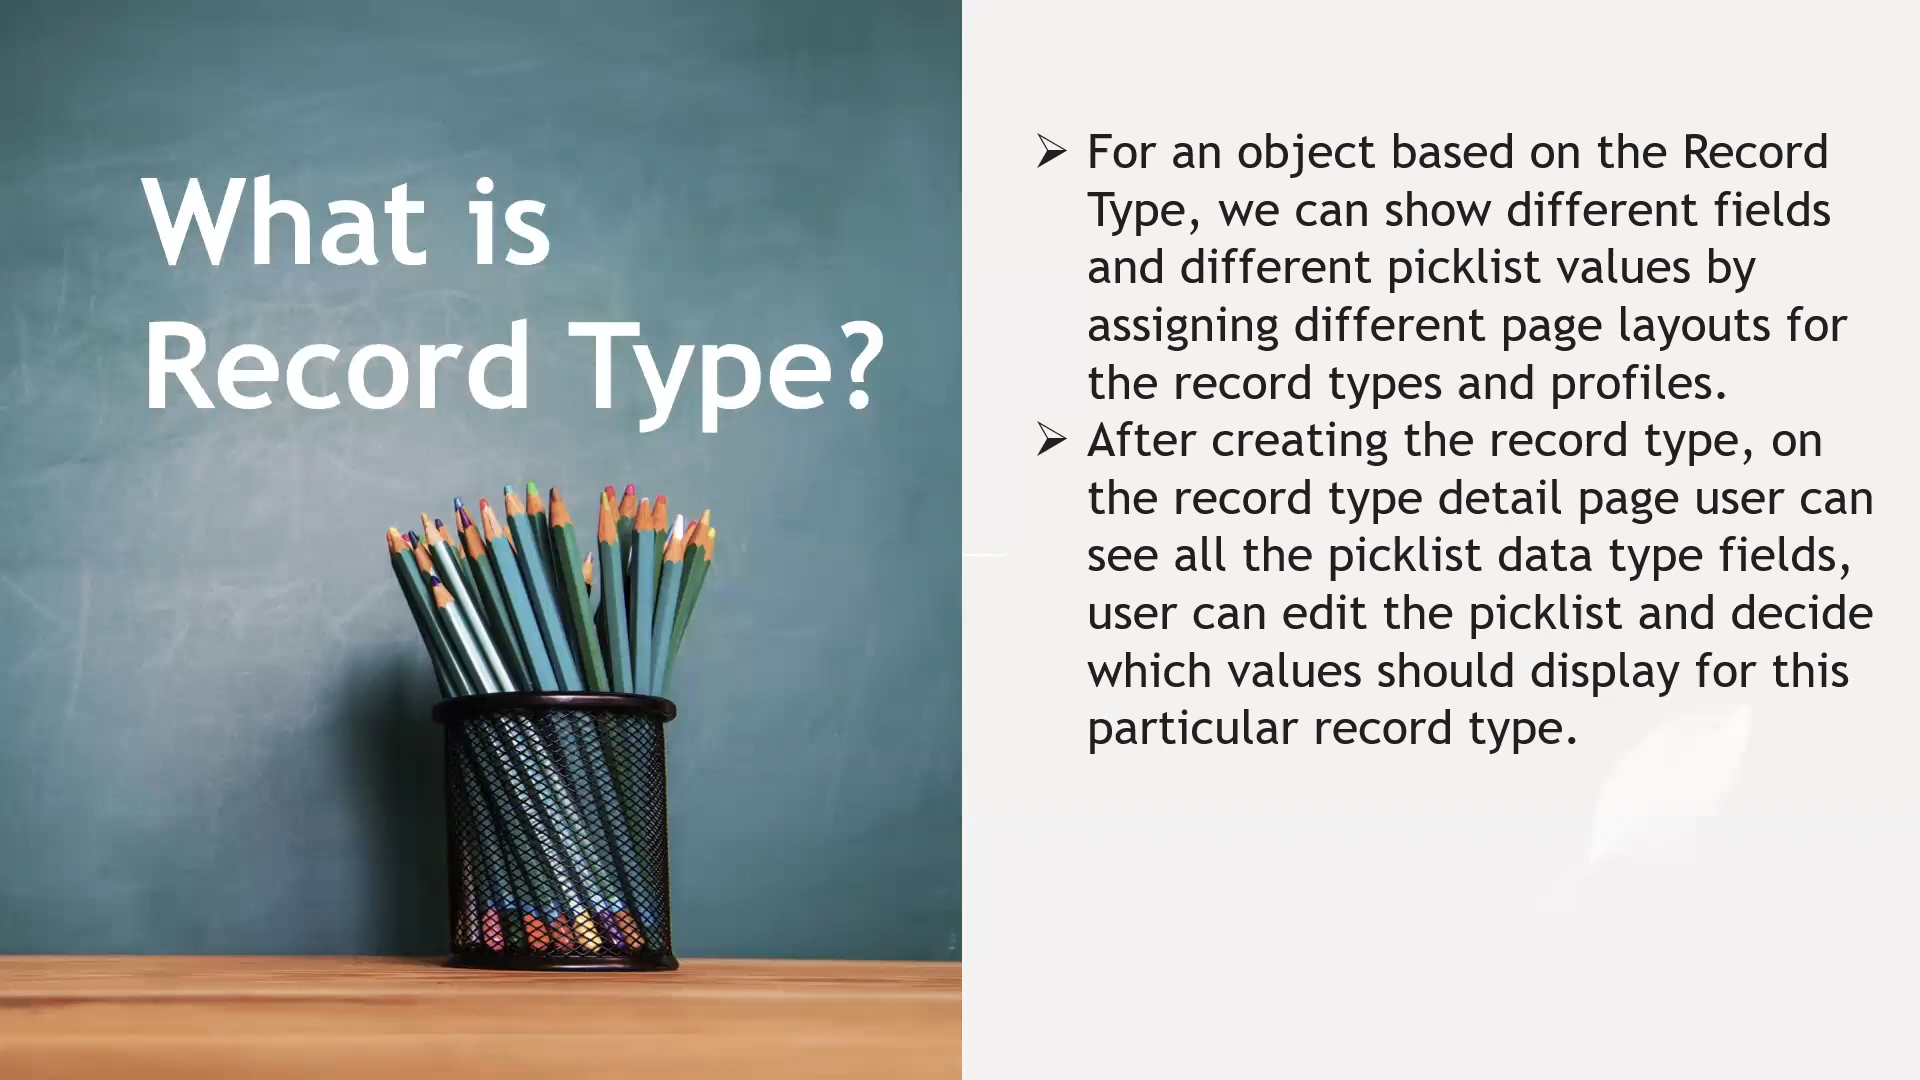 What is
Record Type?
➢ For an object based on the Record
Type, we can show different fields
and different picklist values by
assigning different page layouts for
the record types and profiles.
➢ After creating the record type, on
the record type detail page user can
see all the picklist data type fields,
user can edit the picklist and decide
which values should display for this
particular record type.